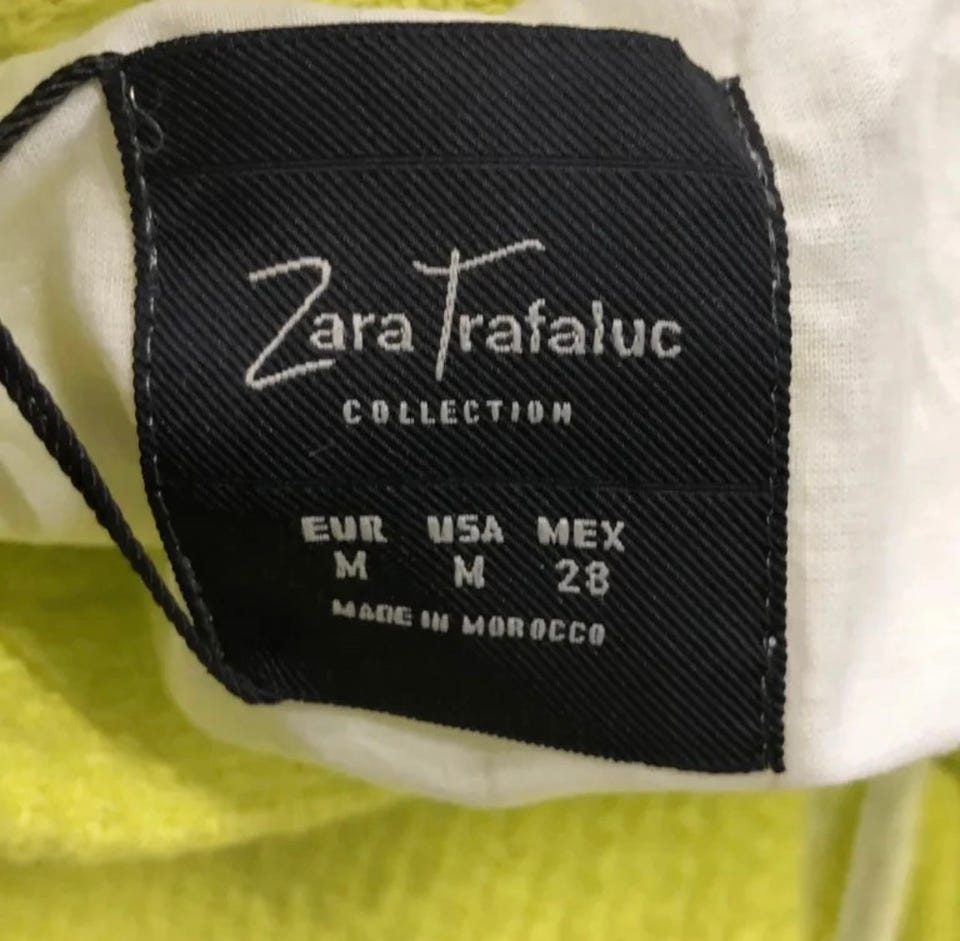 Zara Trafaluc
COLLECTION
EUR USA MEX
M M 28
MADE IN MOROCCO